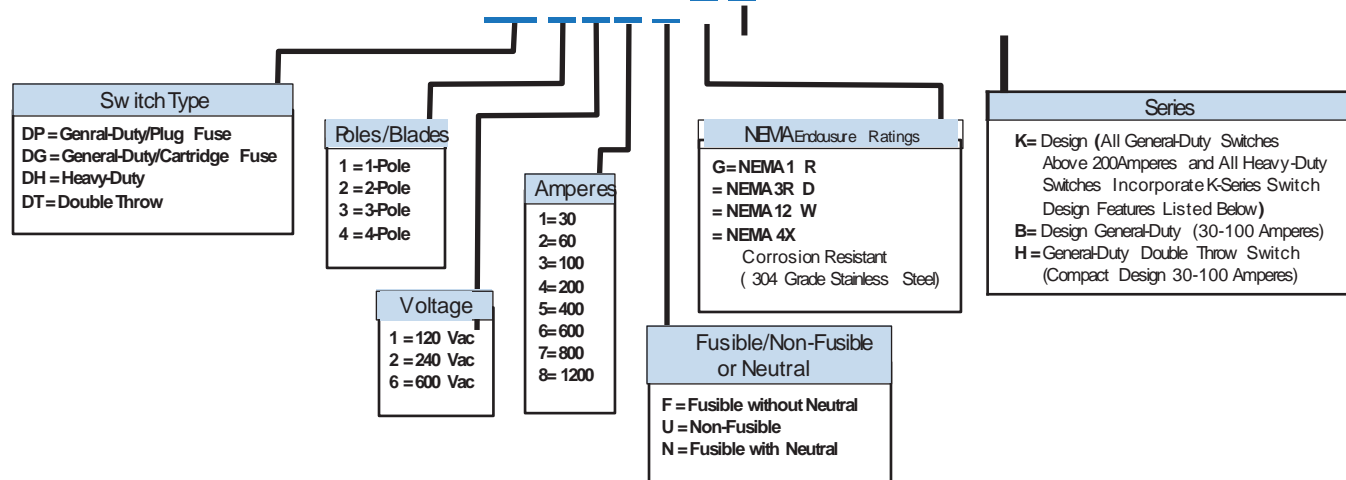 Switch Type
DP = Genral-Duty/Plug Fuse
DG = General-Duty/Cartridge Fuse
DH = Heavy-Duty
DT = Double Throw
Poles/Blades
1 = 1-Pole
2 = 2-Pole
3 = 3-Pole
4 = 4-Pole
Voltage
1 = 120 Vac
2 = 240 Vac
6 = 600 Vac
Amperes
1= 30
2= 60
3= 100
4= 200
5= 400
6= 600
7= 800
8= 1200
Fusible/Non-Fusible
or Neutral
F = Fusible without Neutral
U = Non-Fusible
N = Fusible with Neutral
NEMA Enclousure Ratings
G= NEMA 1 R
= NEMA 3R D
= NEMA 12 W
= NEMA 4X
Corrosion Resistant
( 304 Grade Stainless Steel)
Series
K= Design (All General-Duty Switches
Above 200Amperes and All Heavy-Duty
Switches Incorporate K-Series Switch
Design Features Listed Below)
B= Design General-Duty (30-100 Amperes)
H = General-Duty Double Throw Switch
(Compact Design 30-100 Amperes)